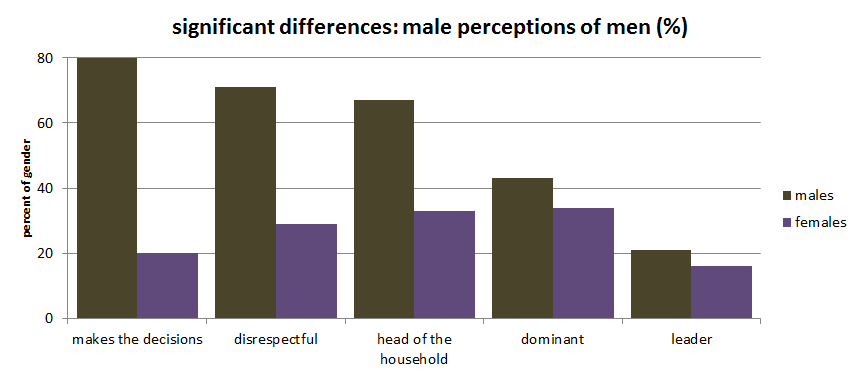 significant differences: male perceptions of men (%)
percent of gender
80
60
40
20
0
makes the decisions
disrespectful
head of the
household
dominant
leader
males
females